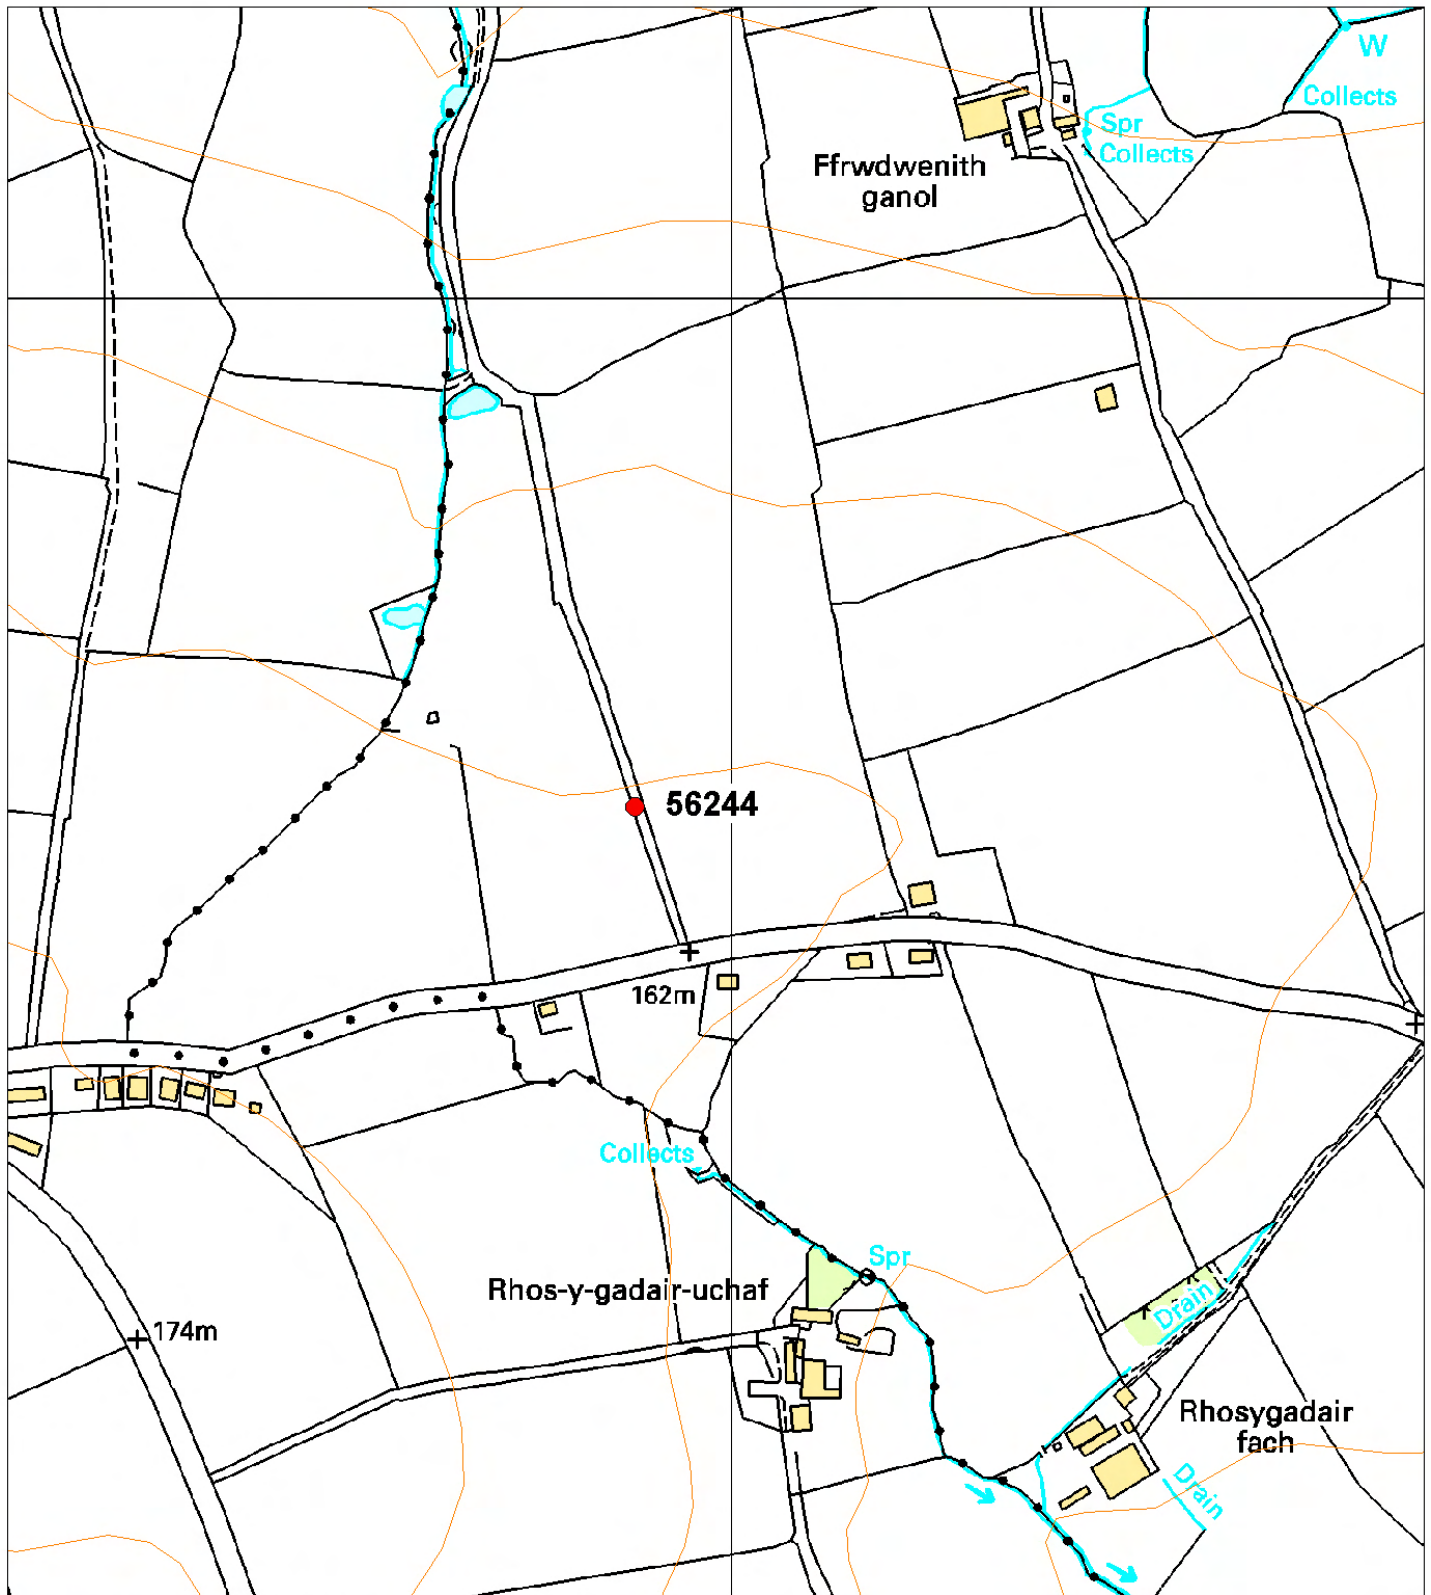 W
Collects
Spr
Collects
Ffrwdwenith
ganol
56244
162m
Collects
Spr
Rhos-y-gadair-uchaf
Drain
174m
Rhosygadair
fach
Drain